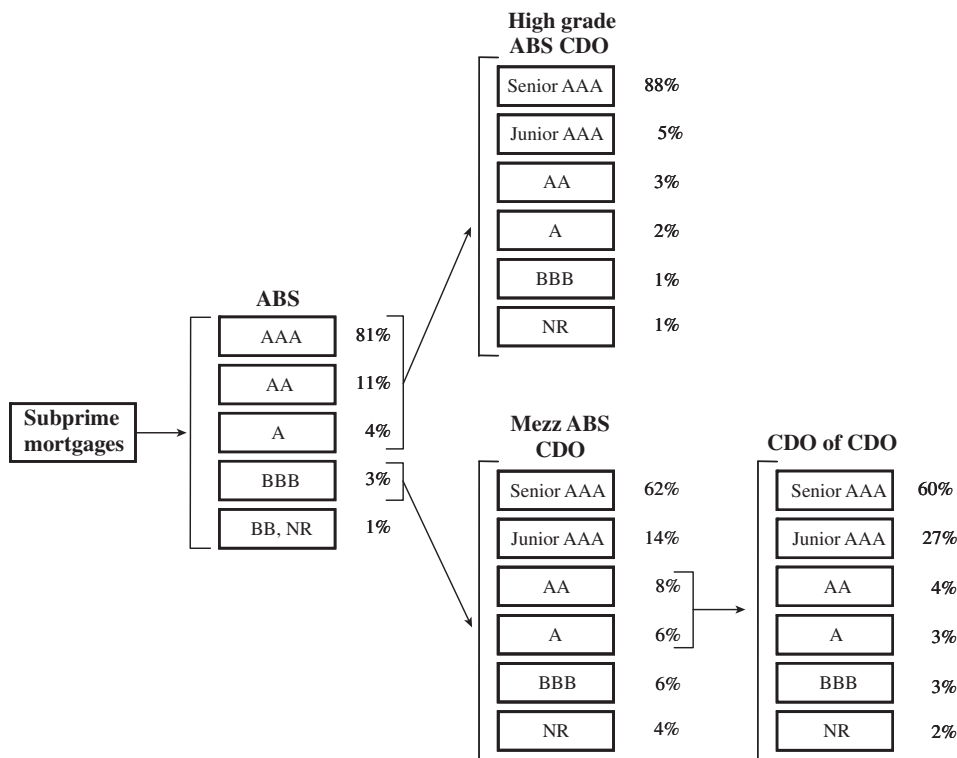 High grade
ABS CDO
Senior AAA 88%
Junior AAA 5%
AA 3%
A 2%
BBB 1%
NR 1%
ABS
AAA 81%
AA 11%
A 4%
BBB 3%
BB, NR 1%
Subprime
mortgages
Mezz ABS
CDO
Senior AAA 62%
Junior AAA 14%
AA 8%
A 6%
BBB 6%
NR 4%
CDO of CDO
Senior AAA 60%
Junior AAA 27%
AA 4%
A 3%
BBB 3%
NR 2%